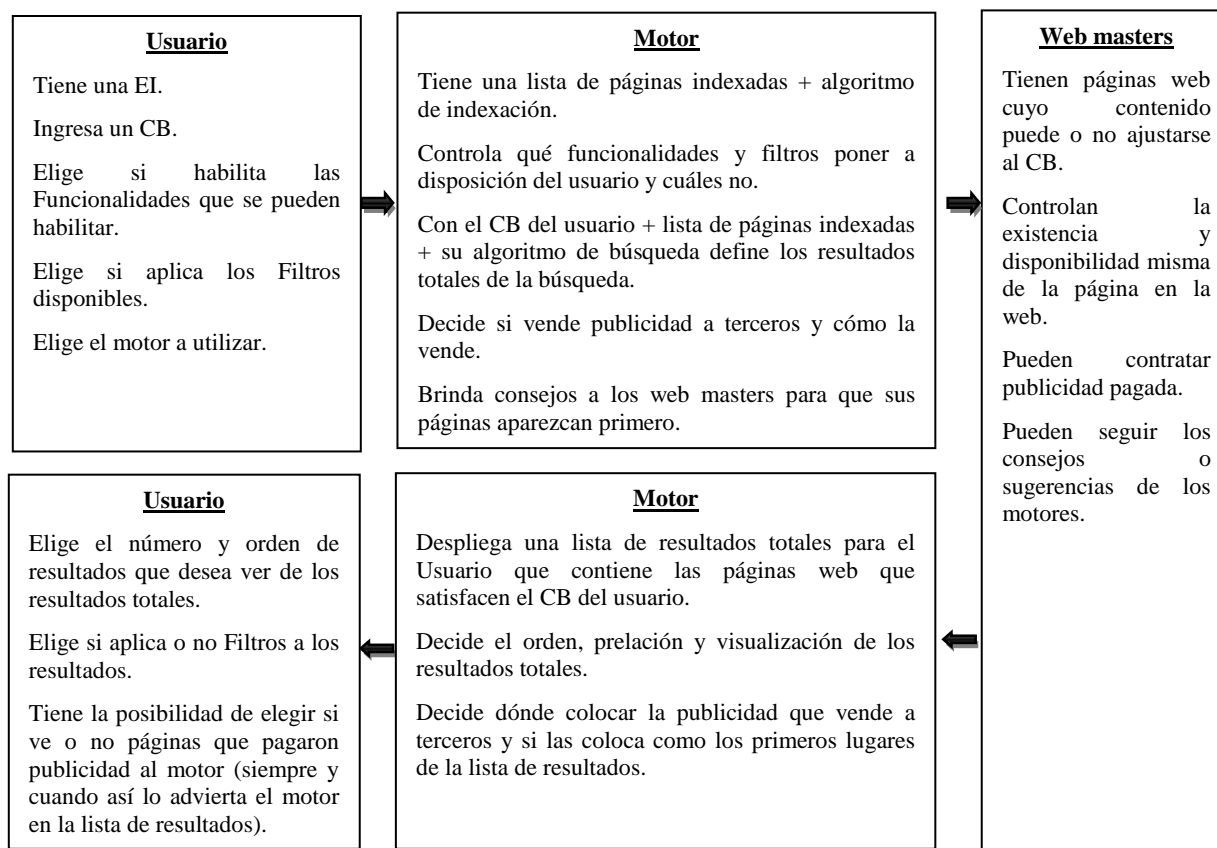 Usuario
Tiene una EI.
Ingresa un CB.
Elige si habilita las
Funcionalidades que se pueden
habilitar.
Elige si aplica los Filtros
disponibles.
Elige el motor a utilizar.
Motor
Tiene una lista de páginas indexadas + algoritmo
de indexación.
Controla qué funcionalidades y filtros poner a
disposición del usuario y cuáles no.
Con el CB del usuario + lista de páginas indexadas
+ su algoritmo de búsqueda define los resultados
totales de la búsqueda.
Decide si vende publicidad a terceros y cómo la
vende.
Brinda consejos a los web masters para que sus
páginas aparezcan primero.
Web masters
Tienen páginas web
cuyo contenido
puede o no ajustarse
al CB.
Controlan la
existencia y
disponibilidad misma
de la página en la
web.
Pueden contratar
publicidad pagada.
Pueden seguir los
consejos o
sugerencias de los
motores.
Motor
Despliega una lista de resultados totales para el
Usuario que contiene las páginas web que
satisfacen el CB del usuario.
Decide el orden, prelación y visualización de los
resultados totales.
Decide dónde colocar la publicidad que vende a
terceros y si las coloca como los primeros lugares
de la lista de resultados.
Usuario
Elige el número y orden de
resultados que desea ver de los
resultados totales.
Elige si aplica o no Filtros a los
resultados.
Tiene la posibilidad de elegir si
ve o no páginas que pagaron
publicidad al motor (siempre y
cuando así lo advierta el motor
en la lista de resultados).